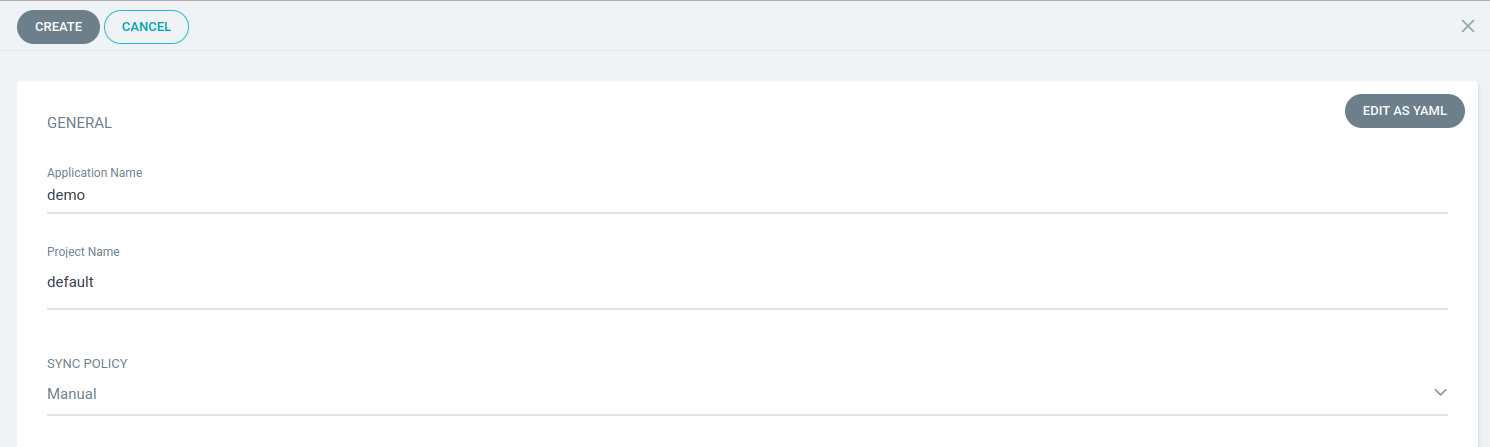 CREATE CANCEL
EDIT AS YAML
GENERAL
Application Name
demo
Project Name
default
SYNC POLICY
Manual